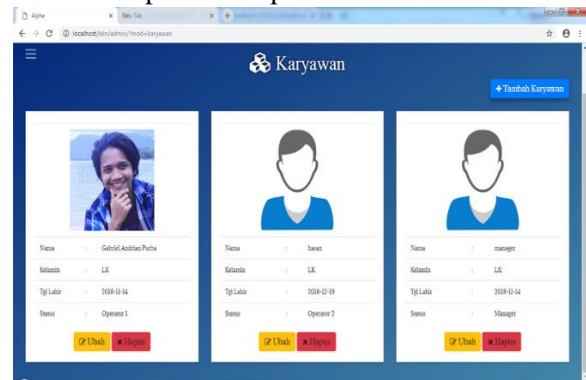 Alpha
New Tab
localhost/kkn/admin/?mod=karyawan
Karyawan
+ Tambah Karyawan
Nama : Gabriel Andrian Purba
Kelamin : LK
Tgl Lahir : 2018-11-14
Status : Operator 1
Ubah
Hapus
Nama : hasan
Kelamin : LK
Tgl Lahir : 2018-12-19
Status : Operator 2
Ubah
Hapus
Nama : manager
Kelamin : LK
Tgl Lahir : 2018-11-14
Status : Manager
Ubah
Hapus